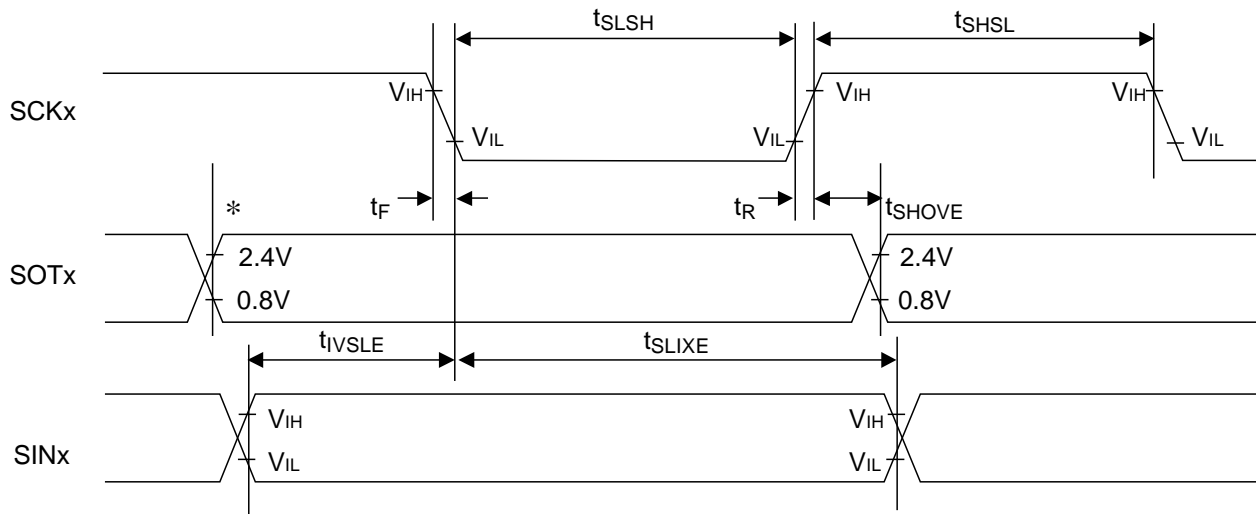 tSLSH
tSHSL
SCKx
VIH
VIH
VIH
VIL
VIL
VIL
*
tF
tR
tSHOVE
SOTx
2.4V
2.4V
0.8V
0.8V
tIVSLE
tSLIXE
VIH
VIH
SINx
VIL
VIL